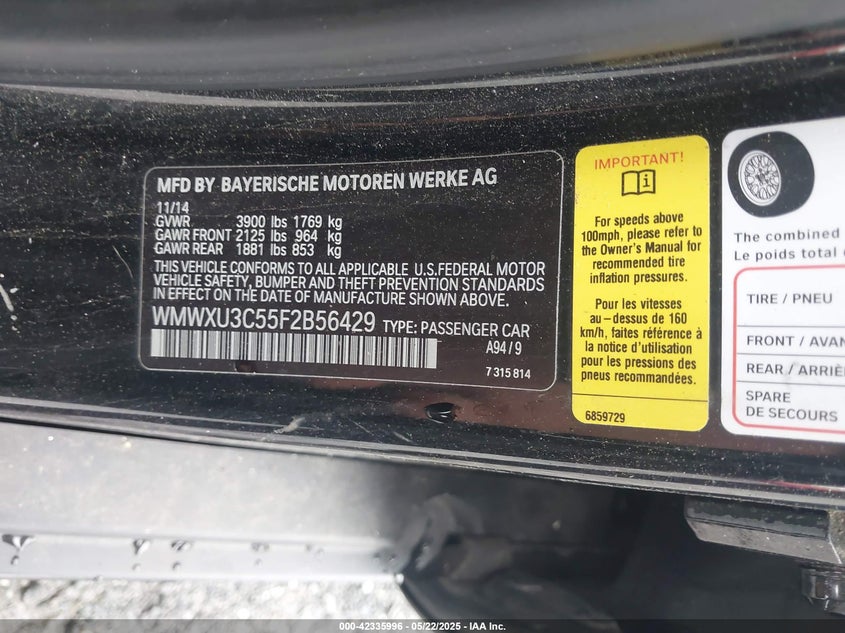 MFD BY BAYERISCHE MOTOREN WERKE AG
11/14
GVWR 3900 lbs 1769 kg
GAWR FRONT 2125 lbs 964 kg
GAWR REAR 1881 lbs 853 kg
THIS VEHICLE CONFORMS TO ALL APPLICABLE U.S.FEDERAL MOTOR
VEHICLE SAFETY, BUMPER AND THEFT PREVENTION STANDARDS
IN EFFECT ON THE DATE OF MANUFACTURE SHOWN ABOVE.
WMWXU3C55F2B56429 TYPE: PASSENGER CAR
A94/9
7 315 814
IMPORTANT!
For speeds above
100mph, please refer to
the Owner's Manual for
recommended tire
inflation pressures.
Pour les vitesses
au-dessus de 160
km/h, faites référence à
la notice d'utilisation
pour les pressions des
pneus recommandées.
6859729
The combined
Le poids total
TIRE / PNEU
FRONT / AVAN
REAR / ARRIÈ
SPARE
DE SECOURS
000-42335996 - 05/22/2025 - IAA Inc.